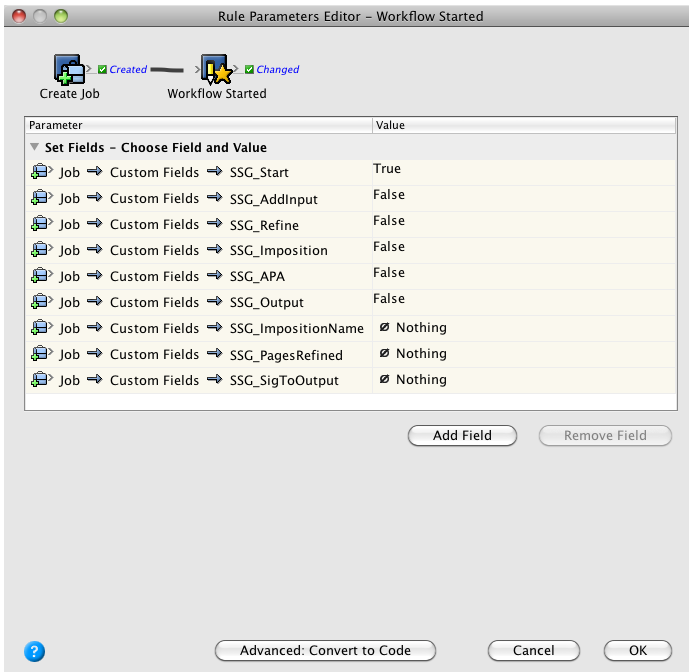 Rule Parameters Editor – Workflow Started
Created Changed
Create Job Workflow Started
Parameter Value
Set Fields – Choose Field and Value
Job Custom Fields SSG_Start True
Job Custom Fields SSG_AddInput False
Job Custom Fields SSG_Refine False
Job Custom Fields SSG_Imposition False
Job Custom Fields SSG_APA False
Job Custom Fields SSG_Output False
Job Custom Fields SSG_ImpositionName Nothing
Job Custom Fields SSG_PagesRefined Nothing
Job Custom Fields SSG_SigToOutput Nothing
Add Field Remove Field
? Advanced: Convert to Code Cancel OK